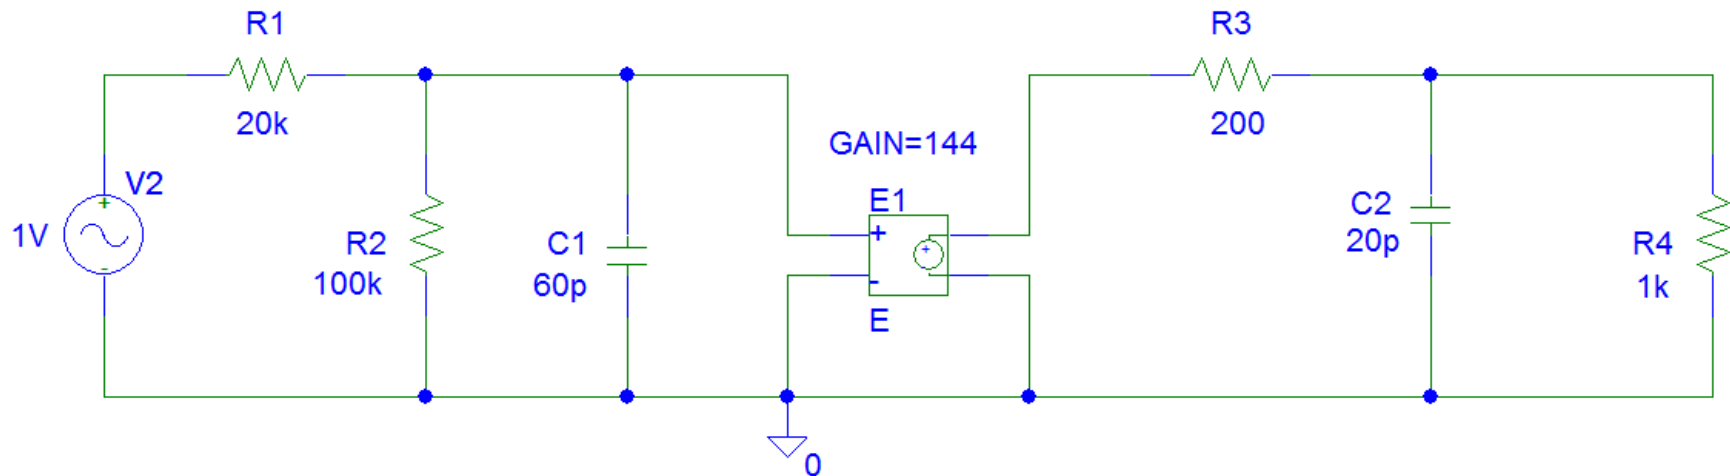 R1
20k
V2
+
-
1V
R2
100k
C1
60p
GAIN=144
E1
+
-
+
E
0
R3
200
C2
20p
R4
1k